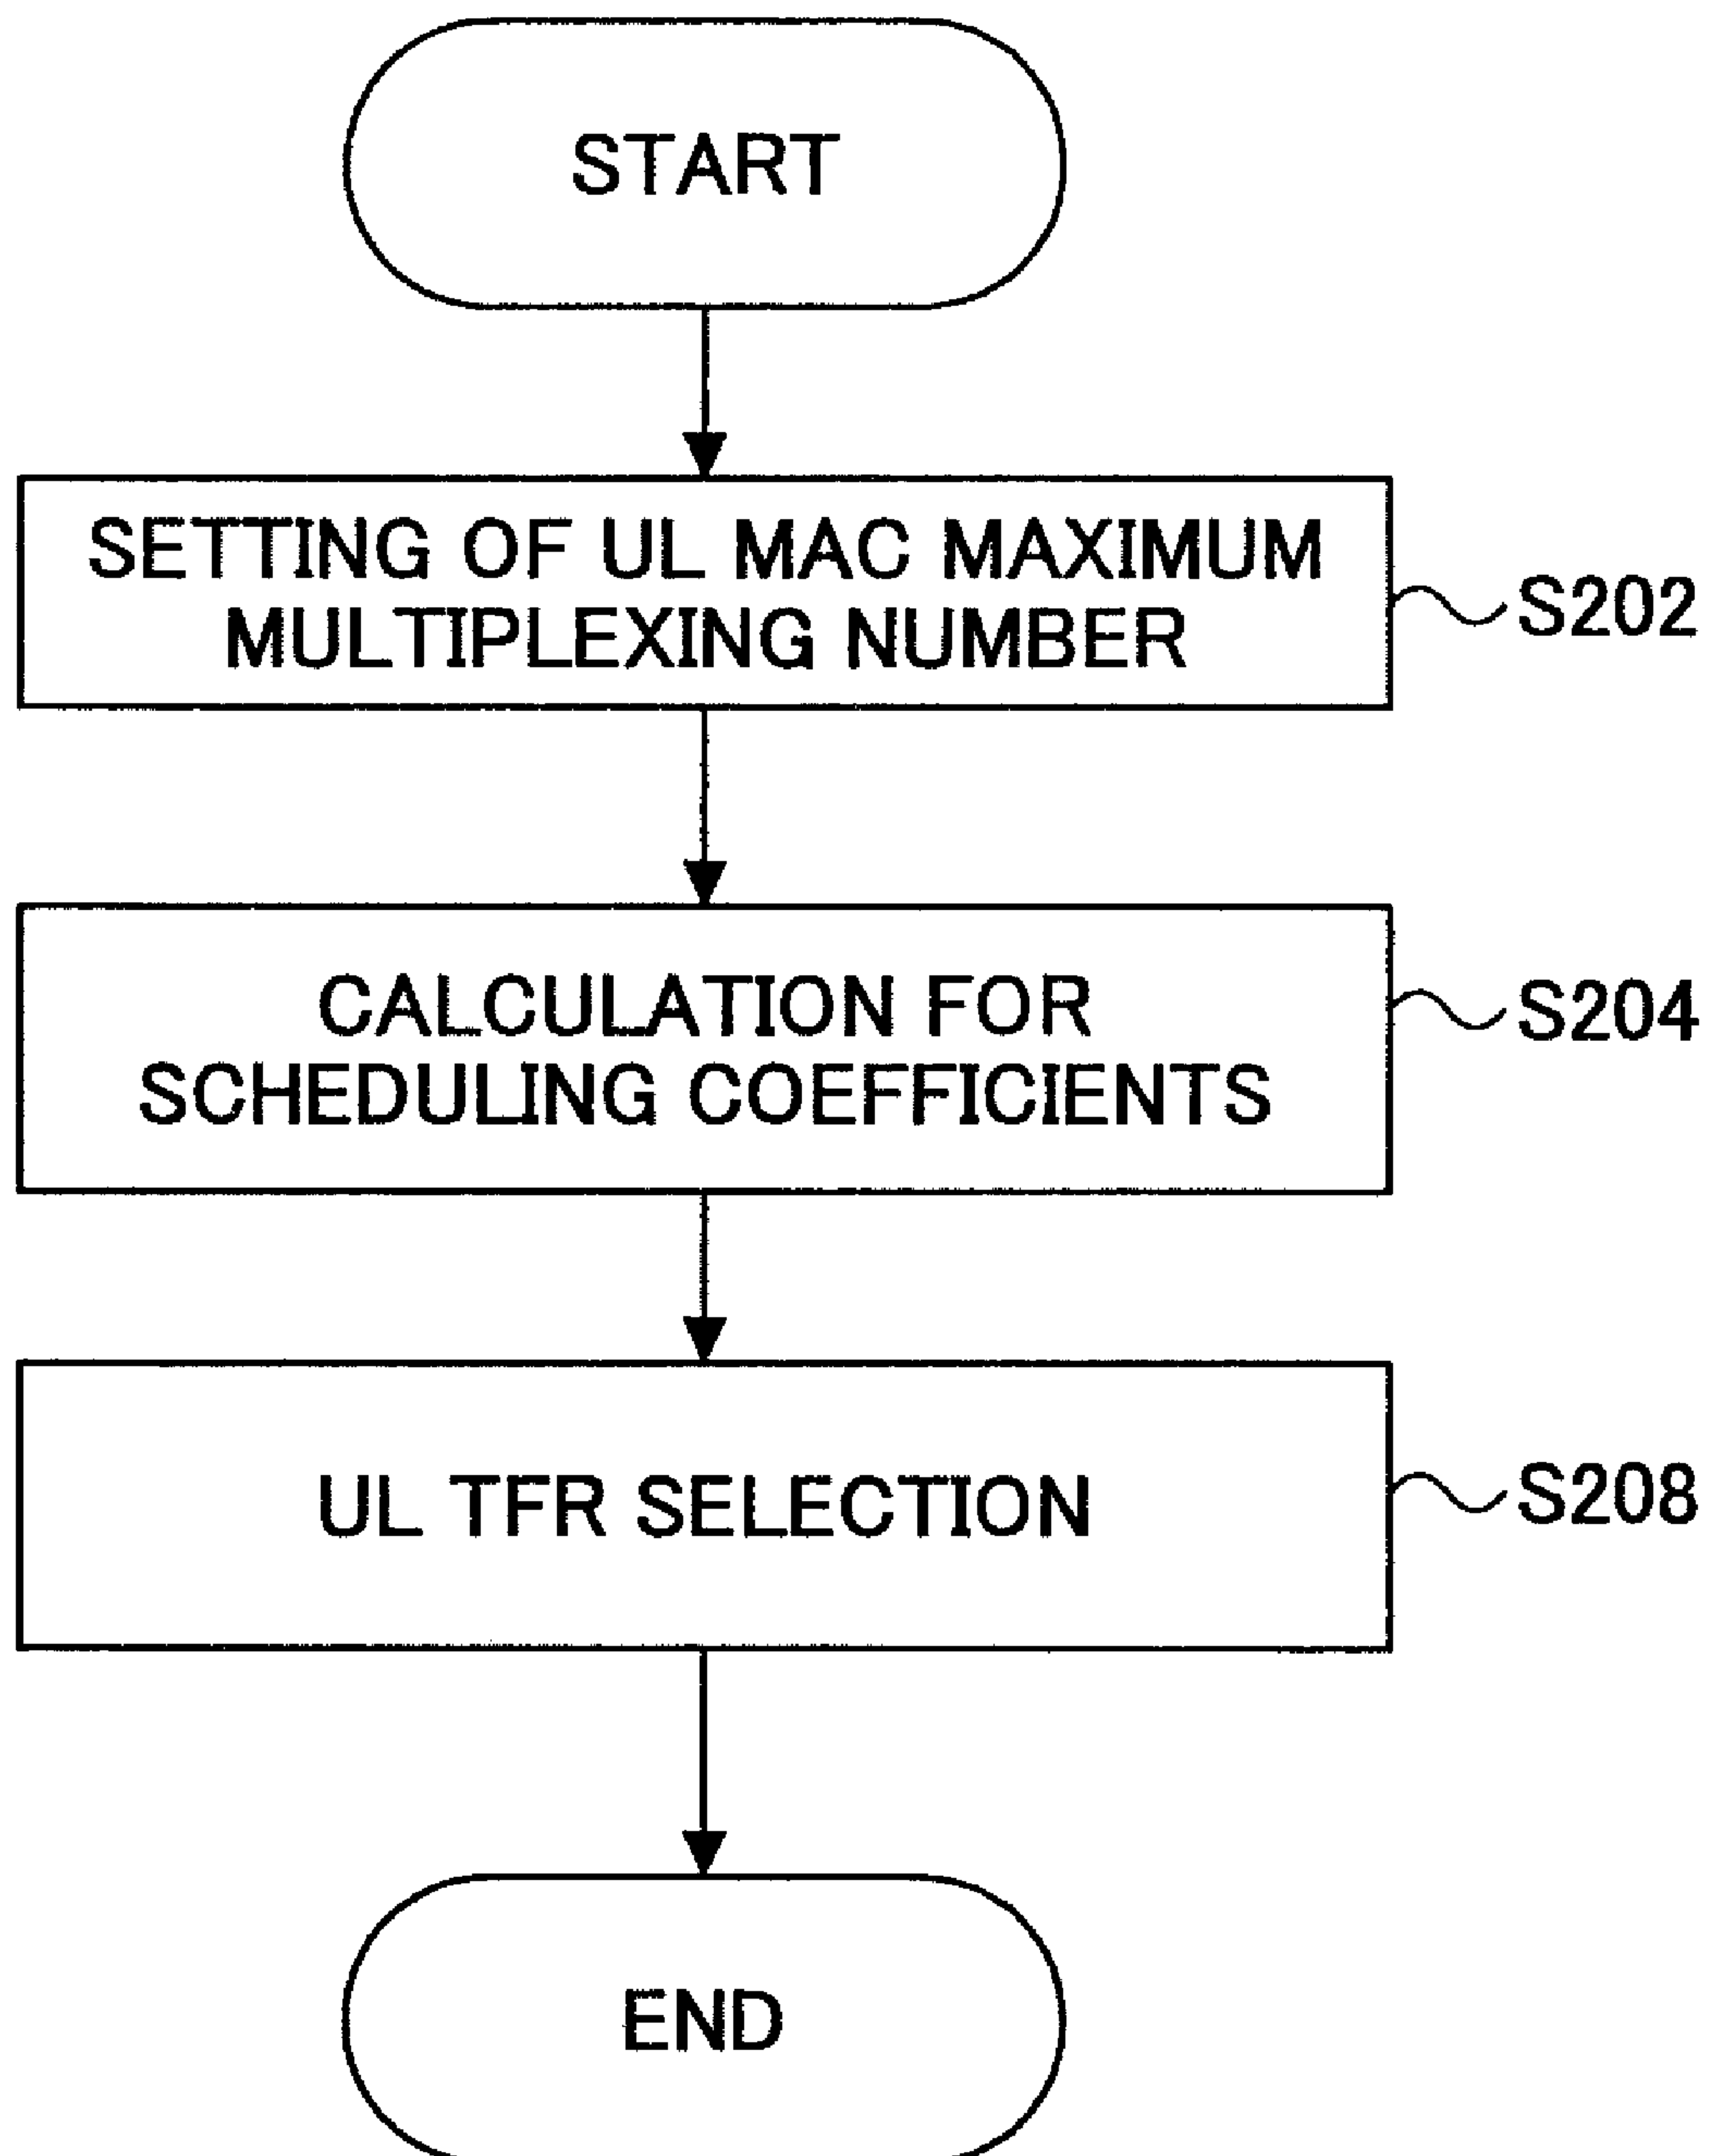 START
SETTING OF UL MAC MAXIMUM
MULTIPLEXING NUMBER
S202
CALCULATION FOR
SCHEDULING COEFFICIENTS
S204
UL TFR SELECTION
S208
END